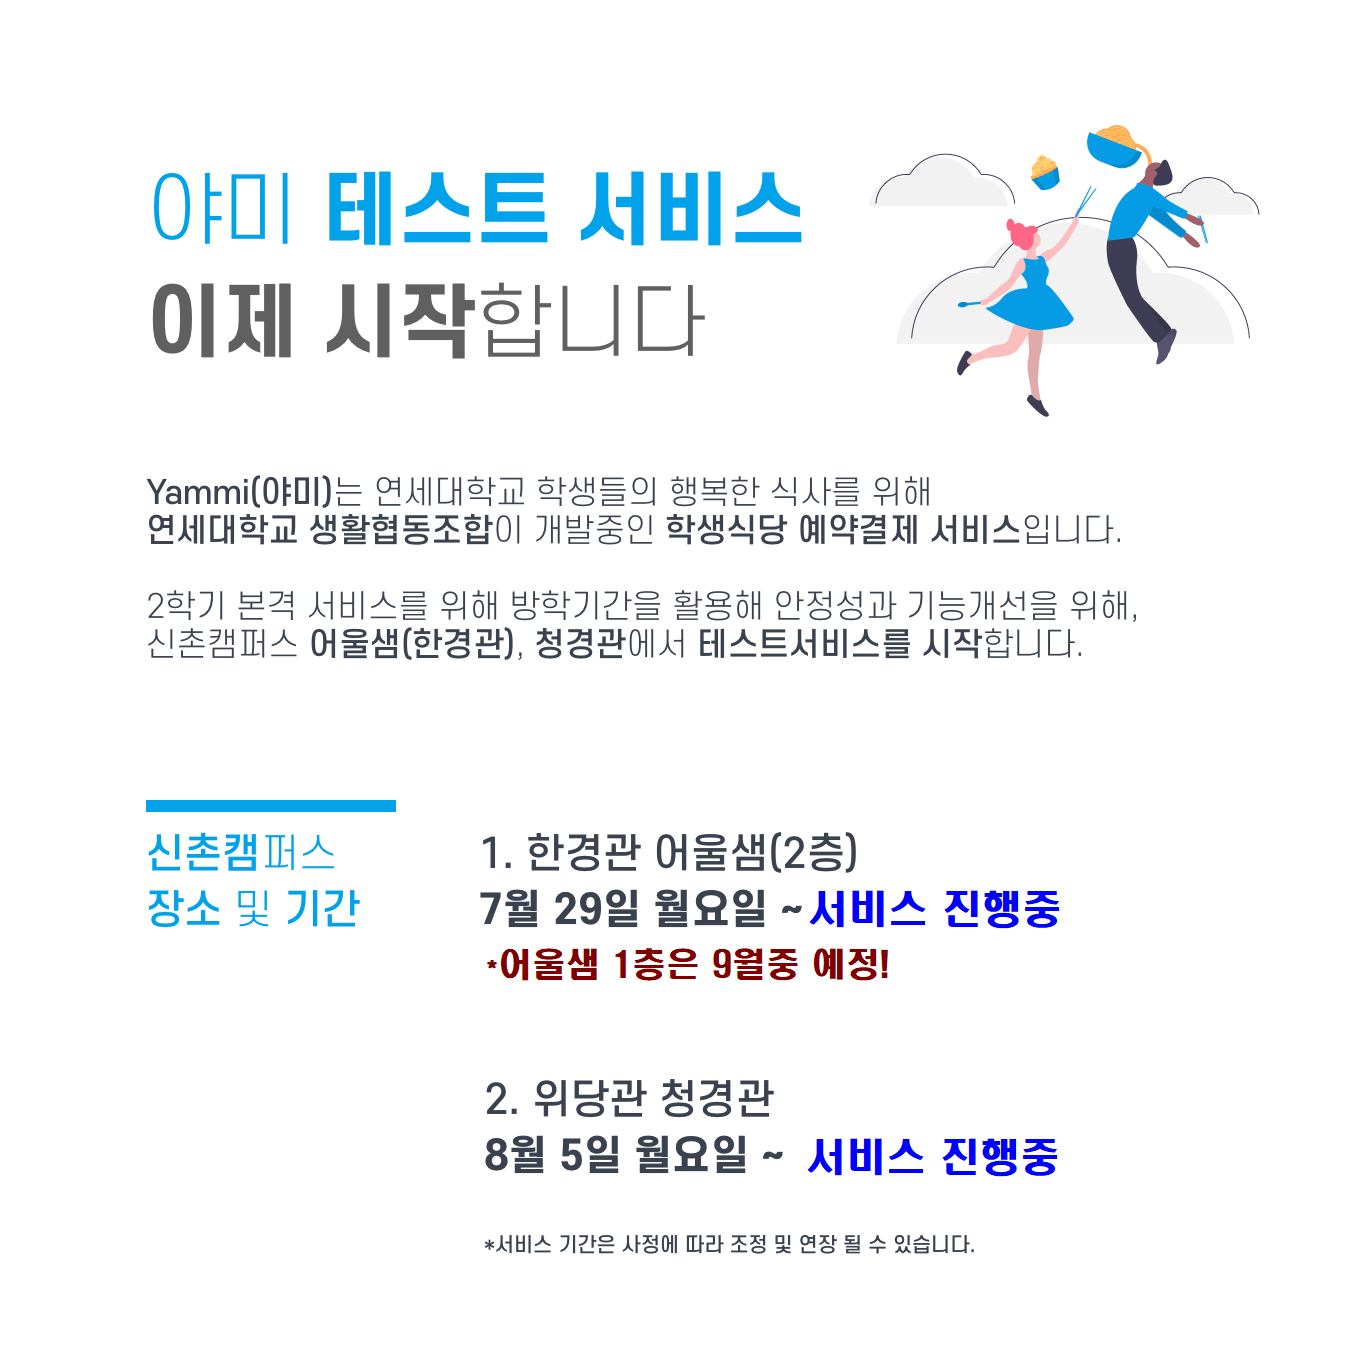 야미 테스트 서비스
이제 시작합니다
Yammi(야미)는 연세대학교 학생들의 행복한 식사를 위해
연세대학교 생활협동조합이 개발중인 학생식당 예약결제 서비스입니다.
2학기 본격 서비스를 위해 방학기간을 활용해 안정성과 기능개선을 위해,
신촌캠퍼스 어울샘(한경관), 청경관에서 테스트서비스를 시작합니다.
신촌캠퍼스
장소 및 기간
1. 한경관 어울샘(2층)
7월 29일 월요일 ~ 서비스 진행중
*어울샘 1층은 9월중 예정!
2. 위당관 청경관
8월 5일 월요일 ~ 서비스 진행중
*서비스 기간은 사정에 따라 조정 및 연장 될 수 있습니다.